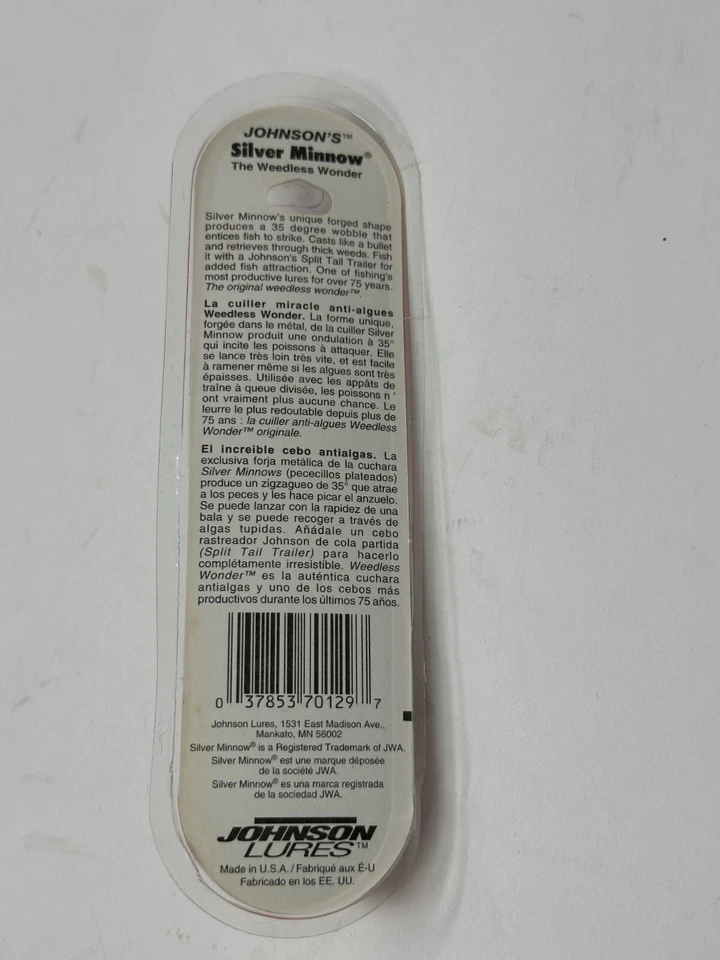 JOHNSON'S™
Silver Minnow®
The Weedless Wonder
Silver Minnow's unique forged shape
produces a 35 degree wobble that
entices fish to strike. Casts like a bullet
and retrieves through thick weeds. Fish
it with a Johnson's Split Tail Trailer for
added fish attraction. One of fishing's
most productive lures for over 75 years.
The original weedless wonder™.
La cuiller miracle anti-algues
Weedless Wonder. La forme unique,
forgée dans le métal, de la cuiller Silver
Minnow produit une ondulation à 35°
qui incite les poissons à attaquer. Elle
se lance très loin très vite, et est facile
à ramener même si les algues sont très
épaisses. Utilisée avec les appâts de
traîne à queue divisée, les poissons n'
ont vraiment plus aucune chance. Le
leurre le plus redoutable depuis plus de
75 ans : la cuiller anti-algues Weedless
Wonder™ originale.
El increible cebo antialgas. La
exclusiva forja metálica de la cuchara
Silver Minnows (pececillos plateados)
produce un zigzagueo de 35° que atrae
a los peces y les hace picar el anzuelo.
Se puede lanzar con la rapidez de una
bala y se puede recoger a través de
algas tupidas. Añádale un cebo
rastreador Johnson de cola partida
(Split Tail Trailer) para hacerlo
complétamente irresistible. Weedless
Wonder™ es la auténtica cuchara
antialgas y uno de los cebos más
productivos durante los últimos 75 años.
0 37853 70129 7
Johnson Lures, 1531 East Madison Ave.,
Mankato, MN 56002
Silver Minnow® is a Registered Trademark of JWA.
Silver Minnow® est une marque déposée
de la société JWA.
Silver Minnow® es una marca registrada
de la sociedad JWA.
JOHNSON
LURES™
Made in U.S.A. / Fabriqué aux É-U
Fabricado en los EE. UU.